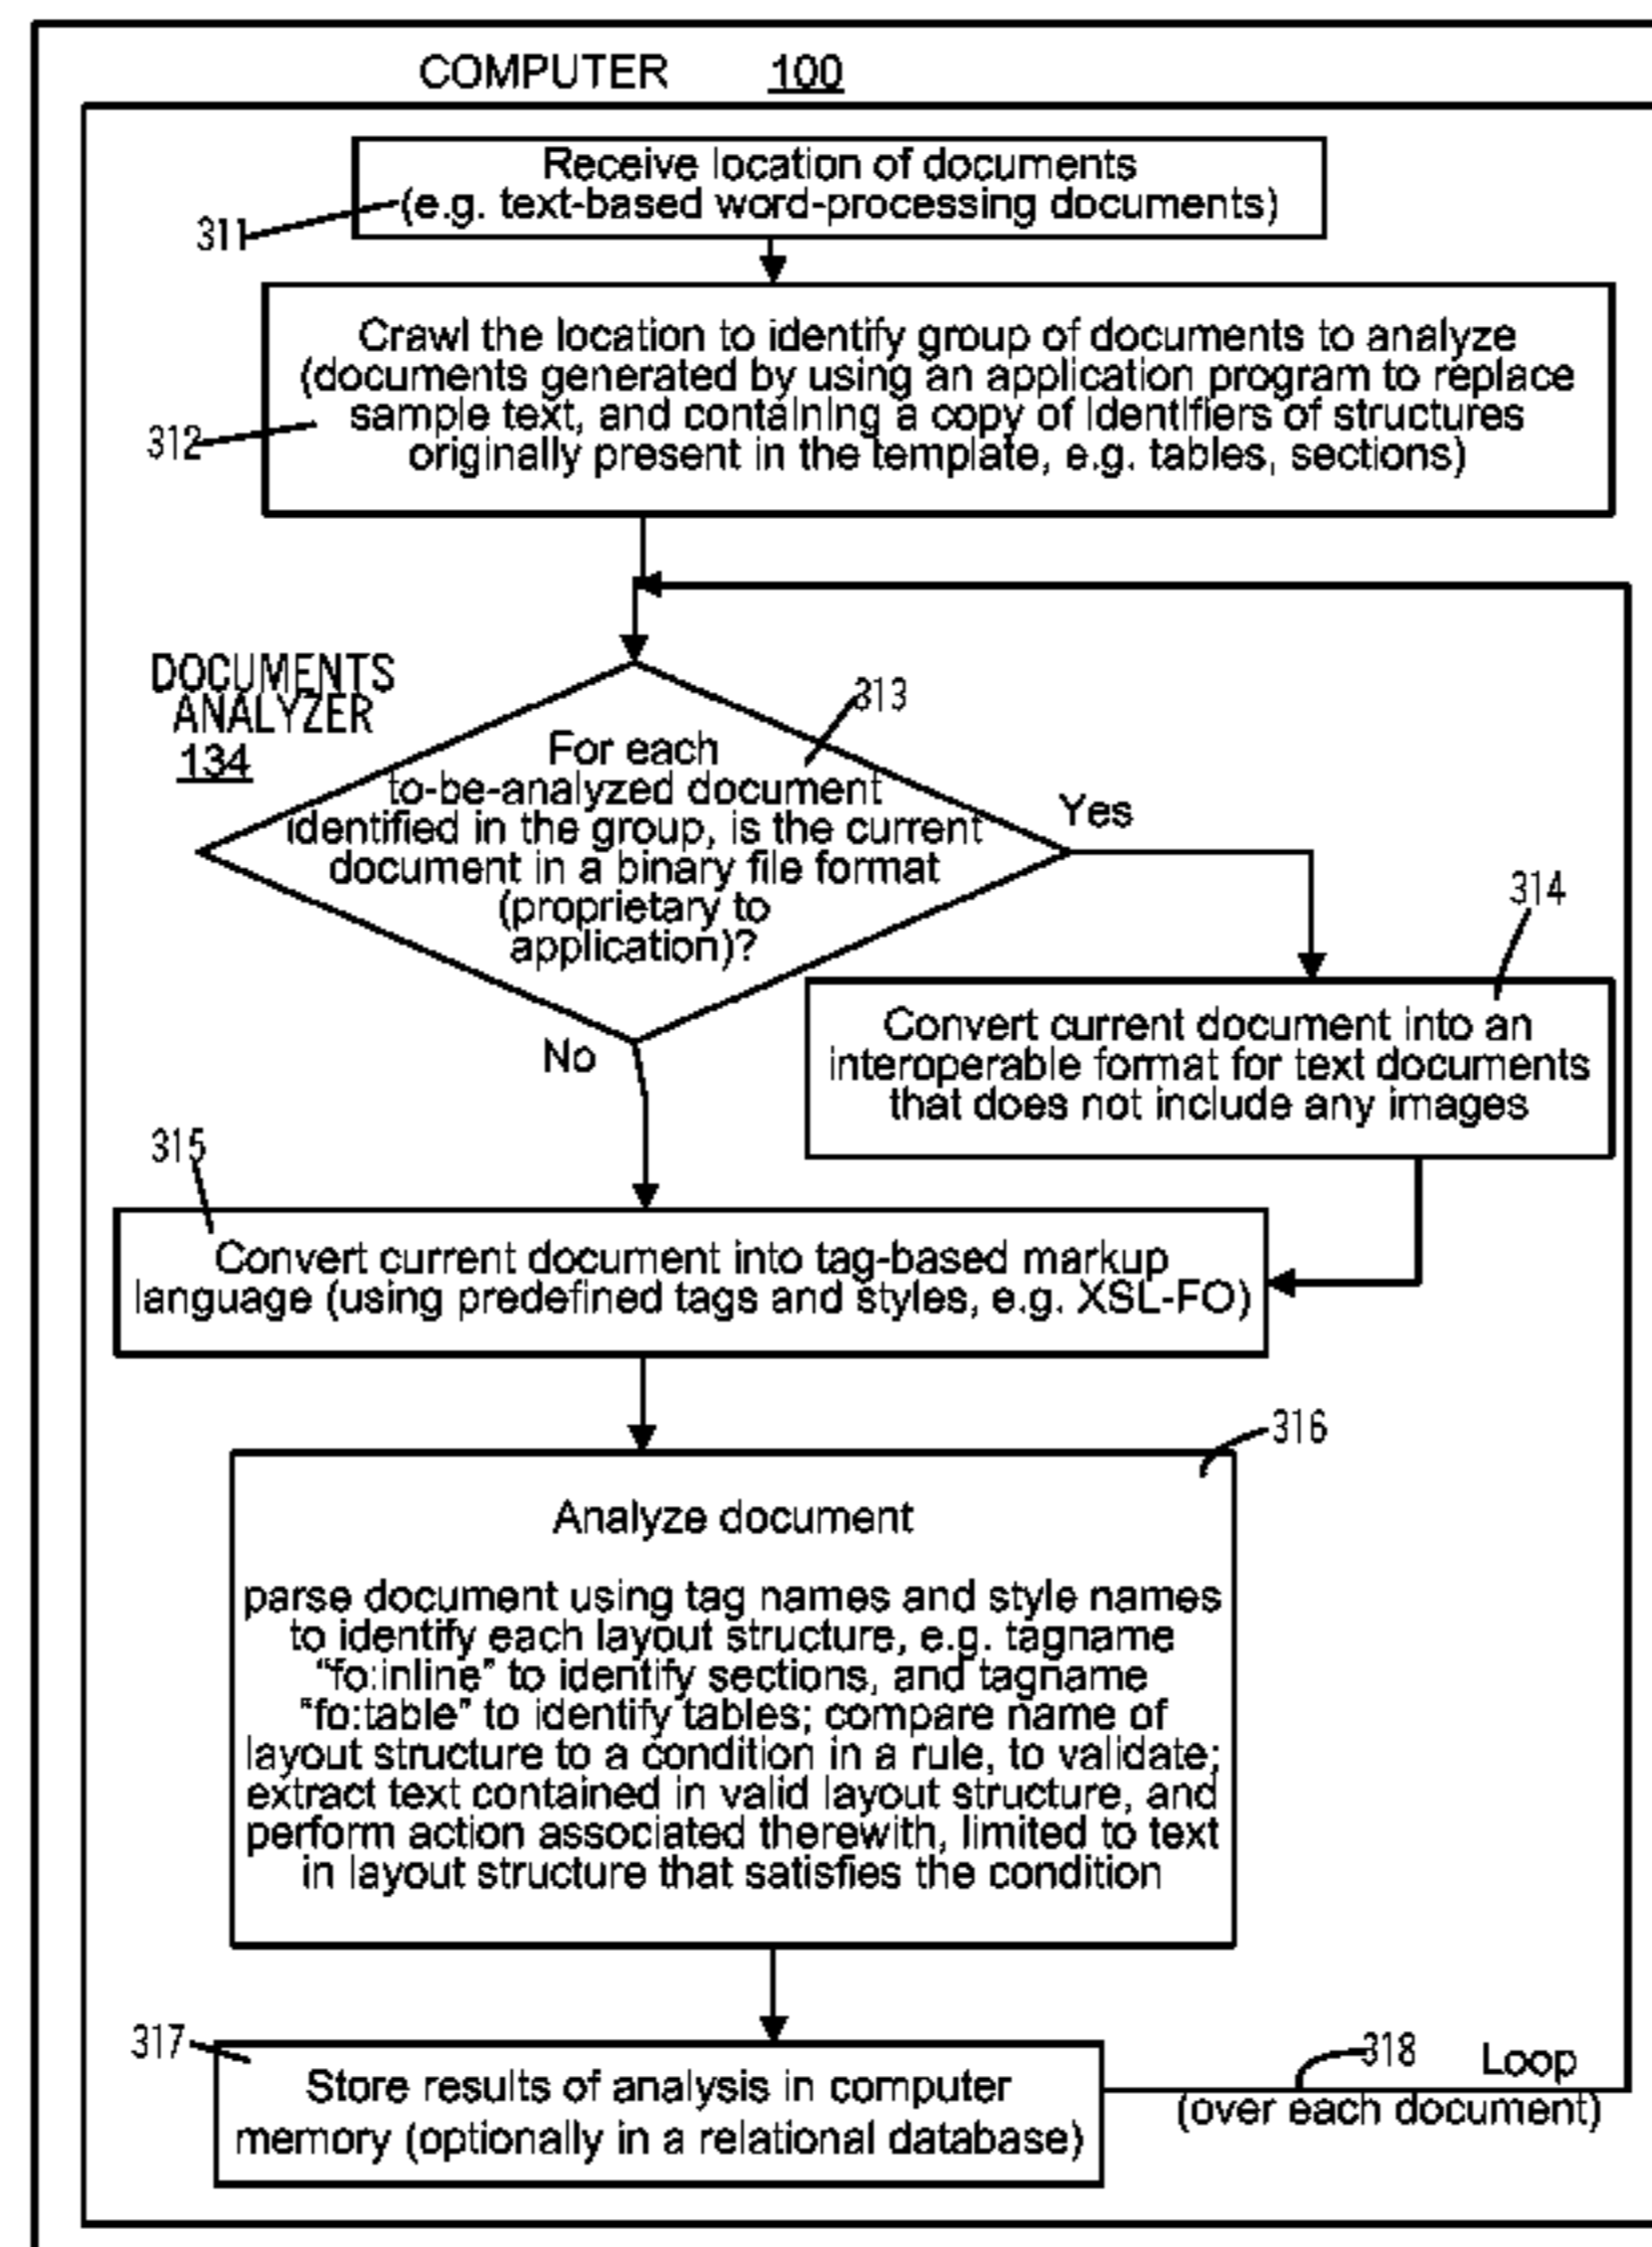 COMPUTER 100
Receive location of documents
(e.g. text-based word-processing documents)
311
Crawl the location to identify group of documents to analyze
(documents generated by using an application program to replace
sample text, and containing a copy of identifiers of structures
originally present in the template, e.g. tables, sections)
312
DOCUMENTS
ANALYZER
134
313
For each
to-be-analyzed document
identified in the group, is the current
document in a binary file format
(proprietary to
application)?
Yes
No
314
Convert current document into an
interoperable format for text documents
that does not include any images
315
Convert current document into tag-based markup
language (using predefined tags and styles, e.g. XSL-FO)
316
Analyze document
parse document using tag names and style names
to identify each layout structure, e.g. tagname
"fo:inline" to identify sections, and tagname
"fo:table" to identify tables; compare name of
layout structure to a condition in a rule, to validate;
extract text contained in valid layout structure, and
perform action associated therewith, limited to text
in layout structure that satisfies the condition
317
Store results of analysis in computer
memory (optionally in a relational database)
318
Loop
(over each document)